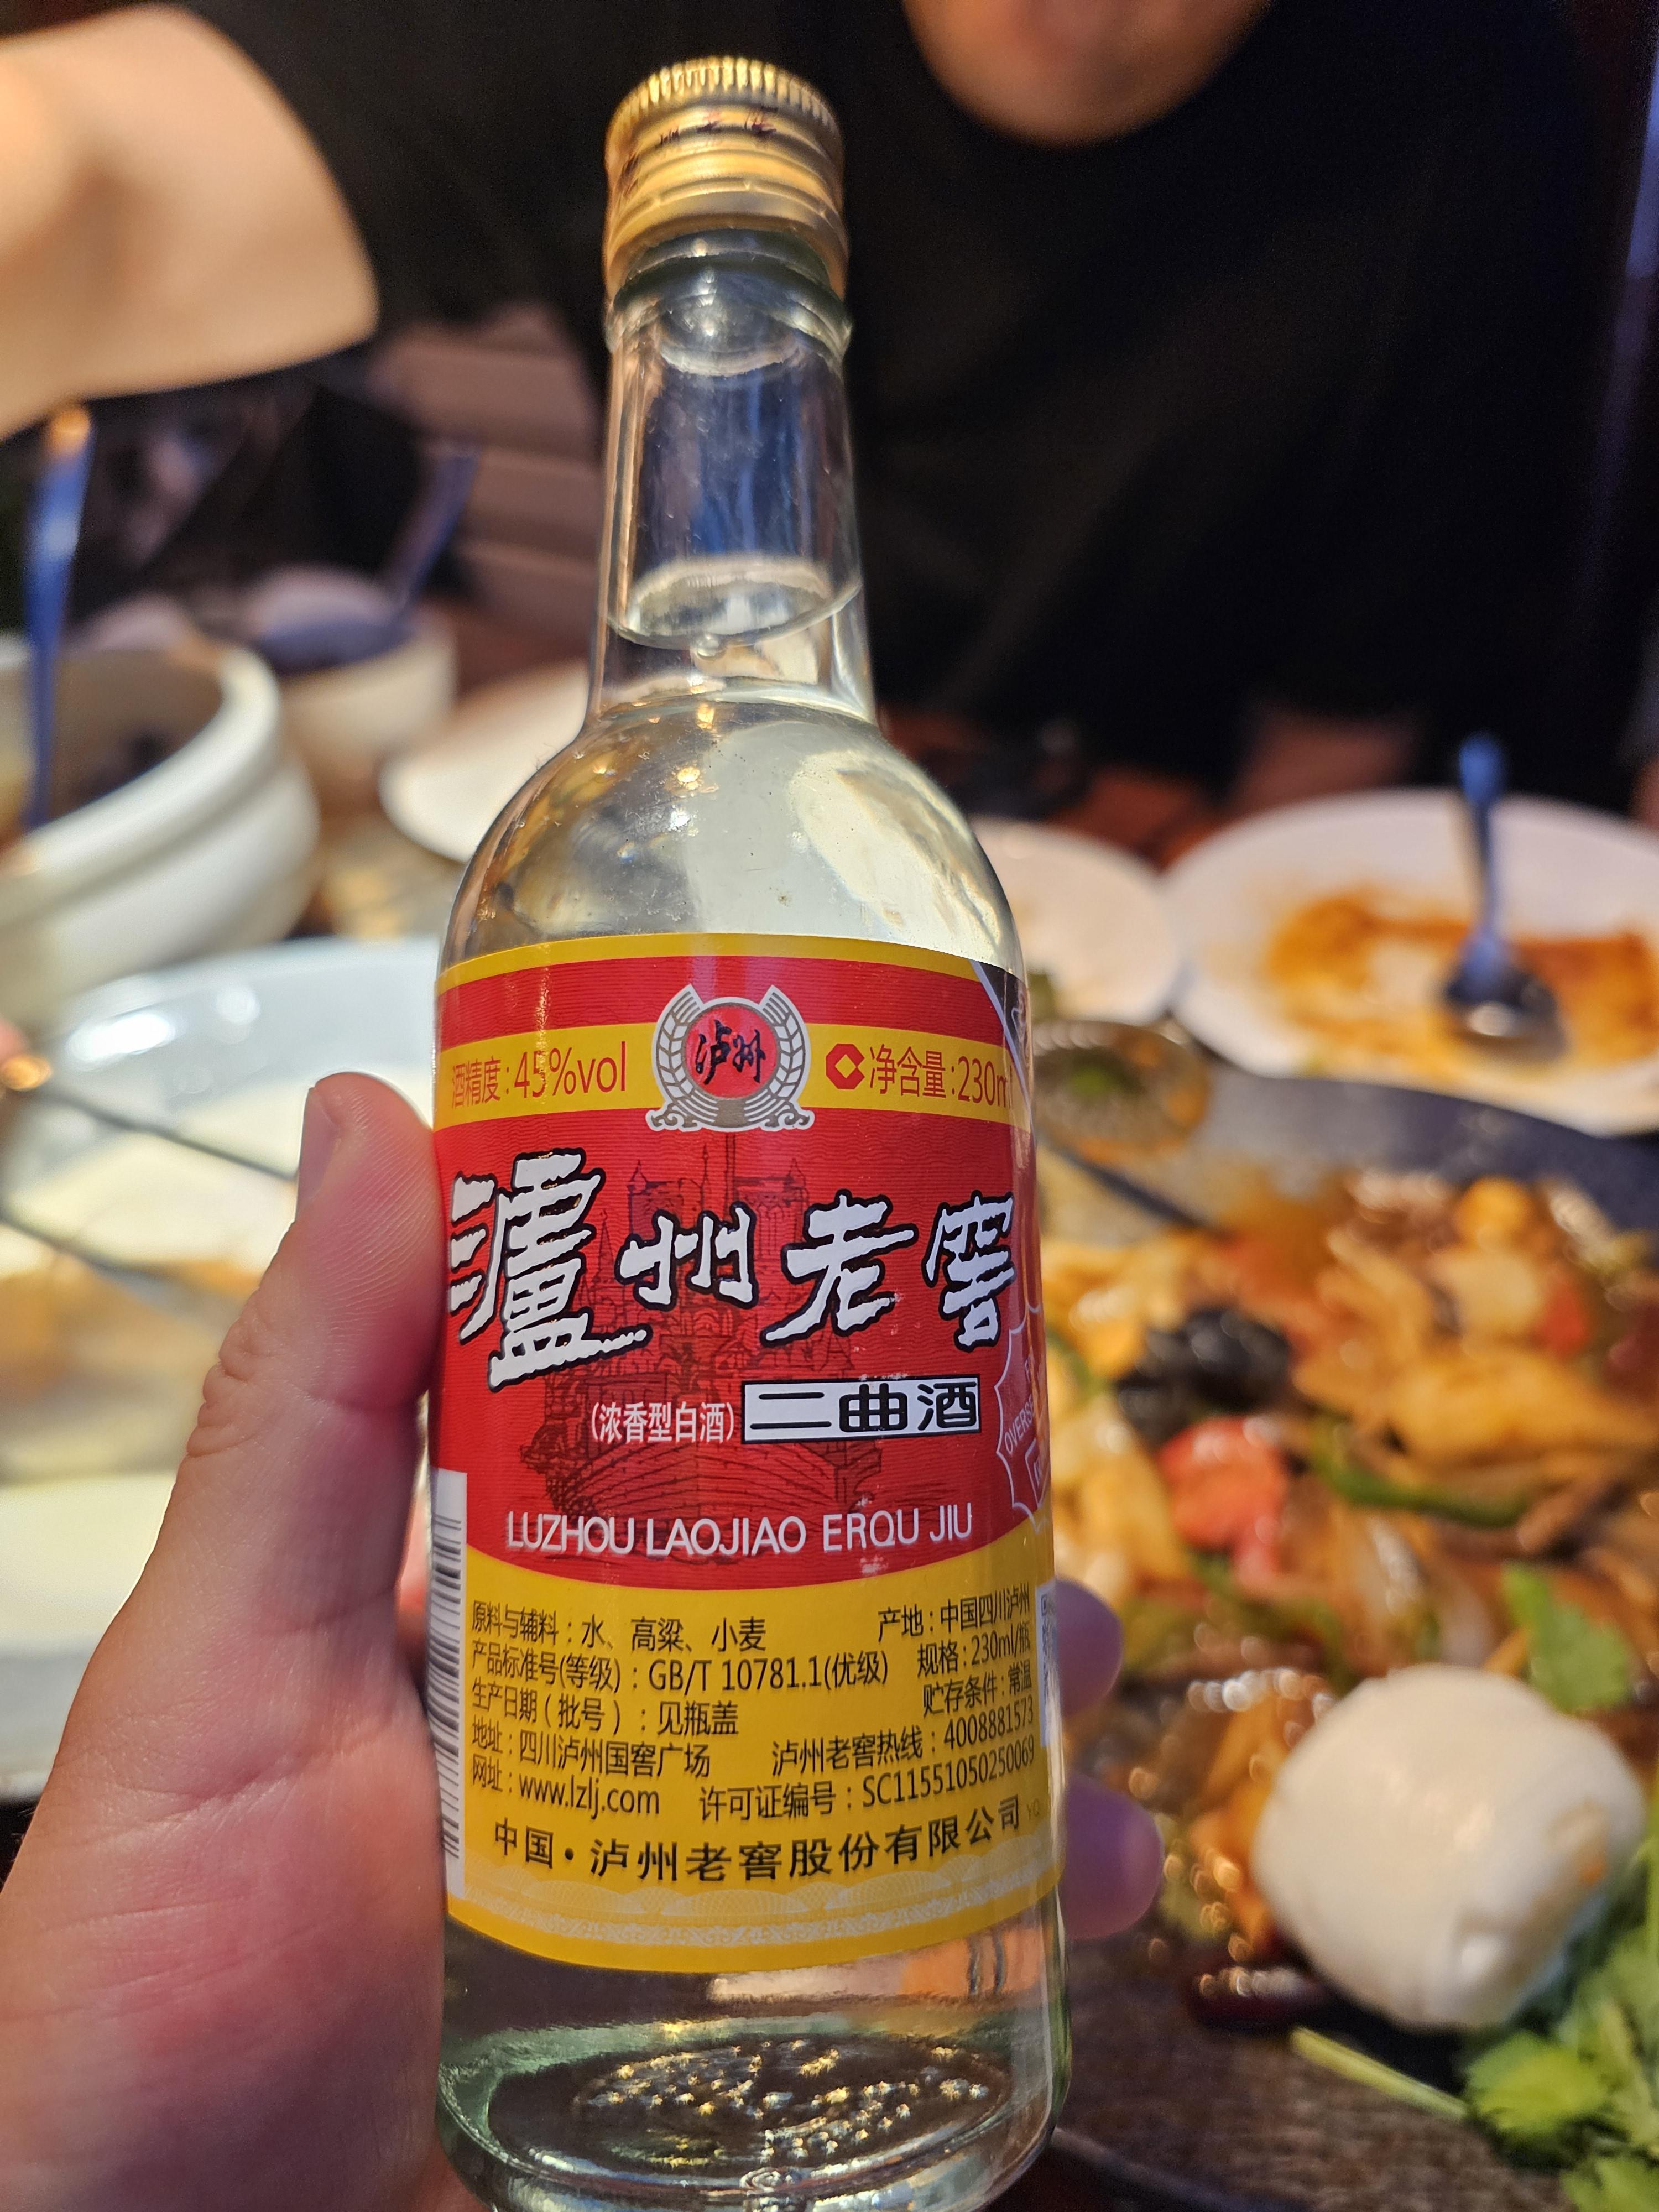 泸州
酒精度:45%vol
净含量:230m
泸州老窖
(浓香型白酒) 二曲酒
LUZHOU LAOJIAO ERQU JIU
原料与辅料:水、高粱、小麦
产地:中国四川泸州
产品标准号(等级):GB/T 10781.1(优级)
规格:230ml/瓶
生产日期(批号):见瓶盖
贮存条件:常温
地址:四川泸州国窖广场
泸州老窖热线:4008881573
网址:www.lzlj.com
许可证编号:SC11551050250069
中国·泸州老窖股份有限公司